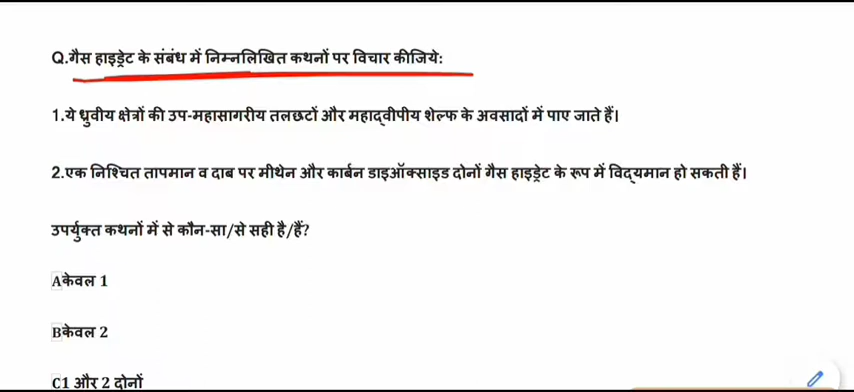 Q.गैस हाइड्रेट के संबंध में निम्नलिखित कथनों पर विचार कीजिये:
1.ये ध्रुवीय क्षेत्रों की उप-महासागरीय तलछटों और महाद्वीपीय शेल्फ के अवसादों में पाए जाते हैं।
2.एक निश्चित तापमान व दाब पर मीथेन और कार्बन डाइऑक्साइड दोनों गैस हाइड्रेट के रूप में विद्यमान हो सकती हैं।
उपर्युक्त कथनों में से कौन-सा/से सही है/हैं?
Aकेवल 1
Bकेवल 2
C1 और 2 दोनों